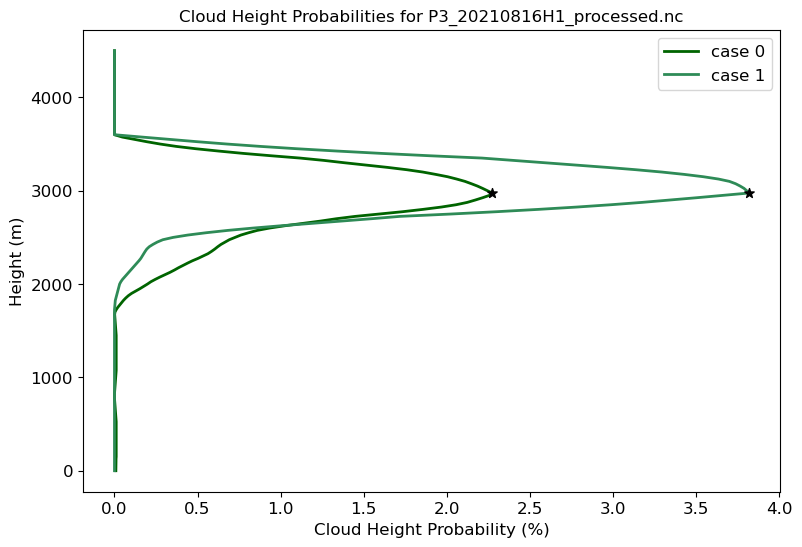 Cloud Height Probabilities for P3_20210816H1_processed.nc
case 0
case 1
4000
3000
2000
1000
0
Height (m)
0.0 0.5 1.0 1.5 2.0 2.5 3.0 3.5 4.0
Cloud Height Probability (%)